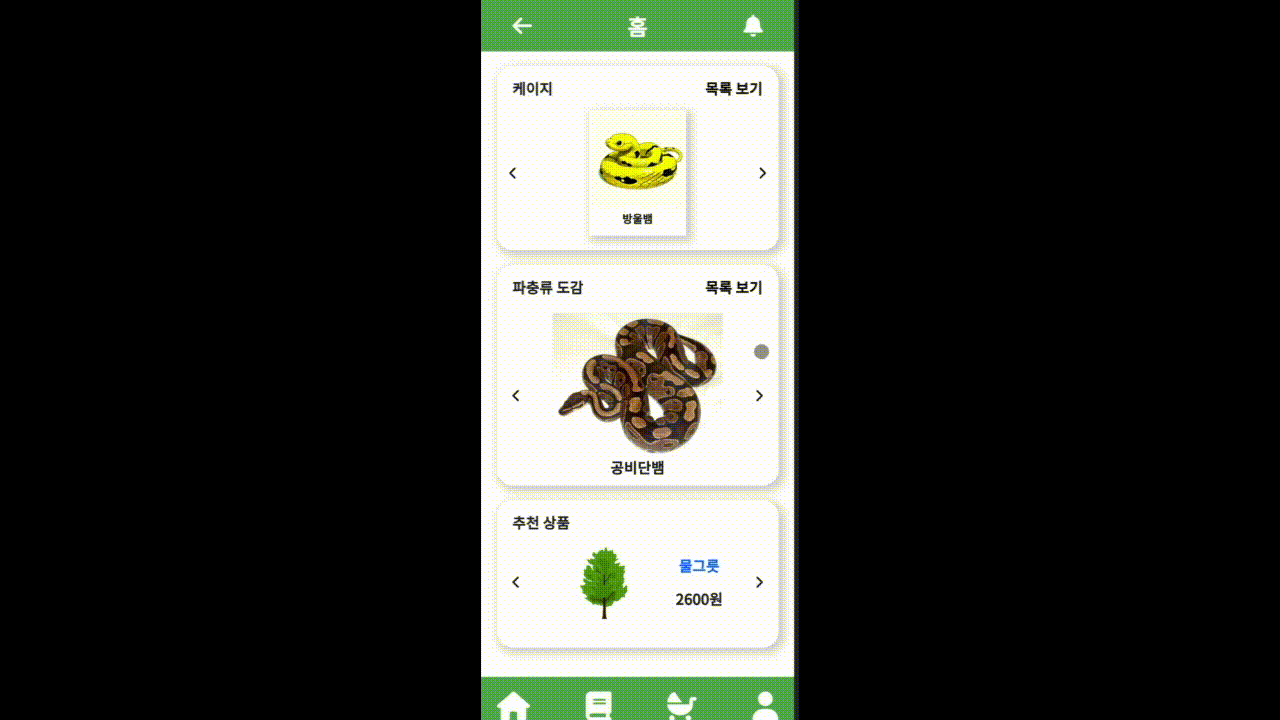 홈
케이지 목록 보기
방울뱀
파충류 도감 목록 보기
공비단뱀
추천 상품
물그릇
2600원